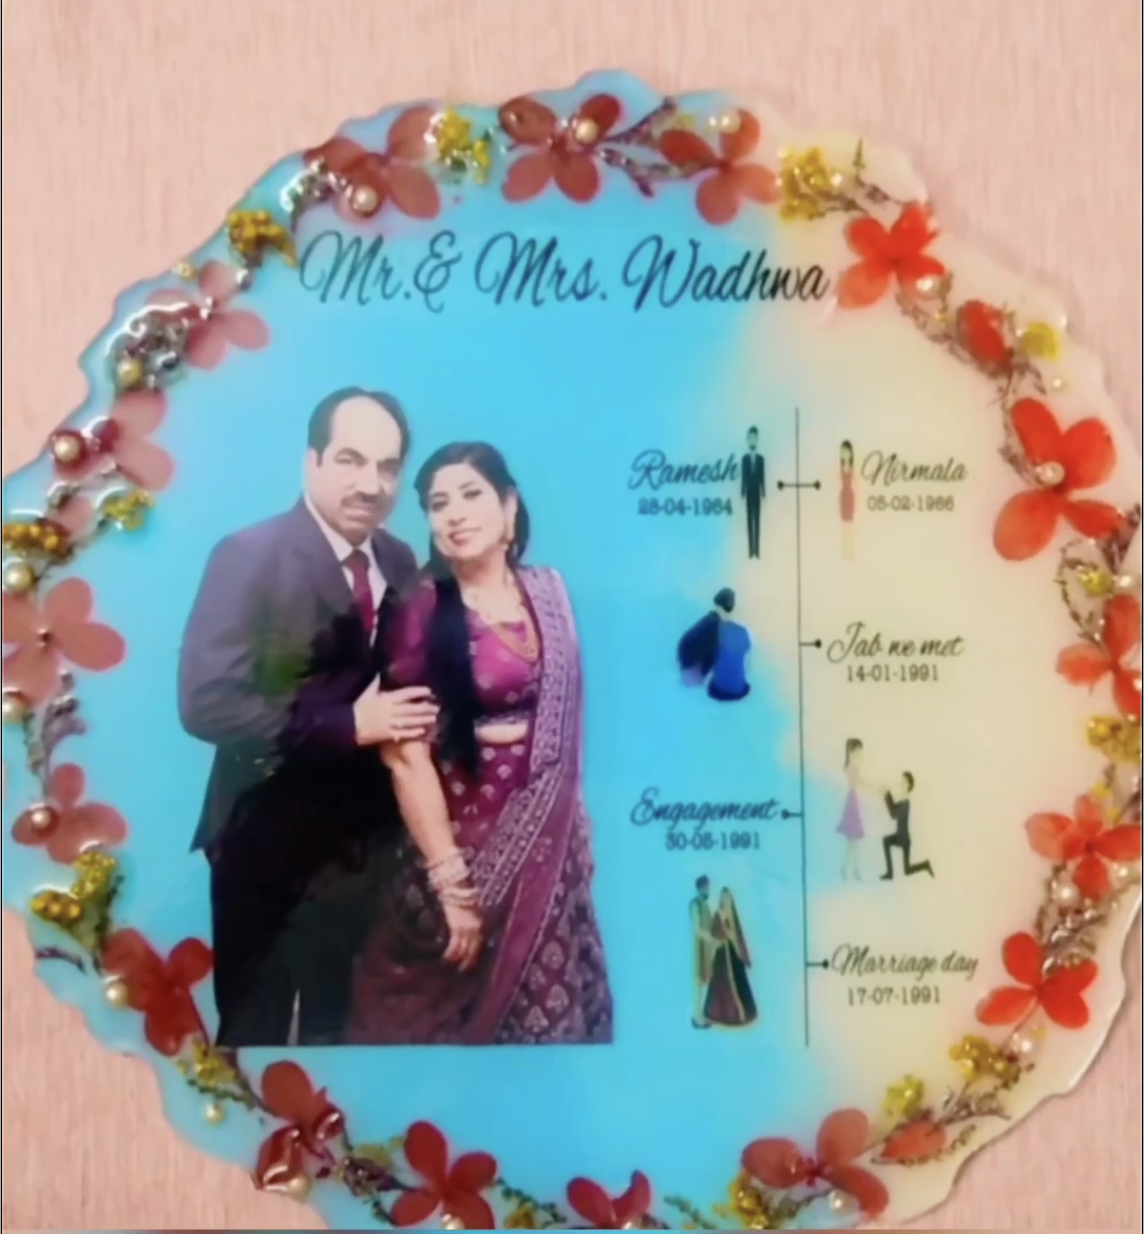 Mr.& Mrs. Wadhwa
Ramesh
28-04-1964
Nirmala
05-02-1966
Jab we met
14-01-1991
Engagement
30-05-1991
Marriage day
17-07-1991